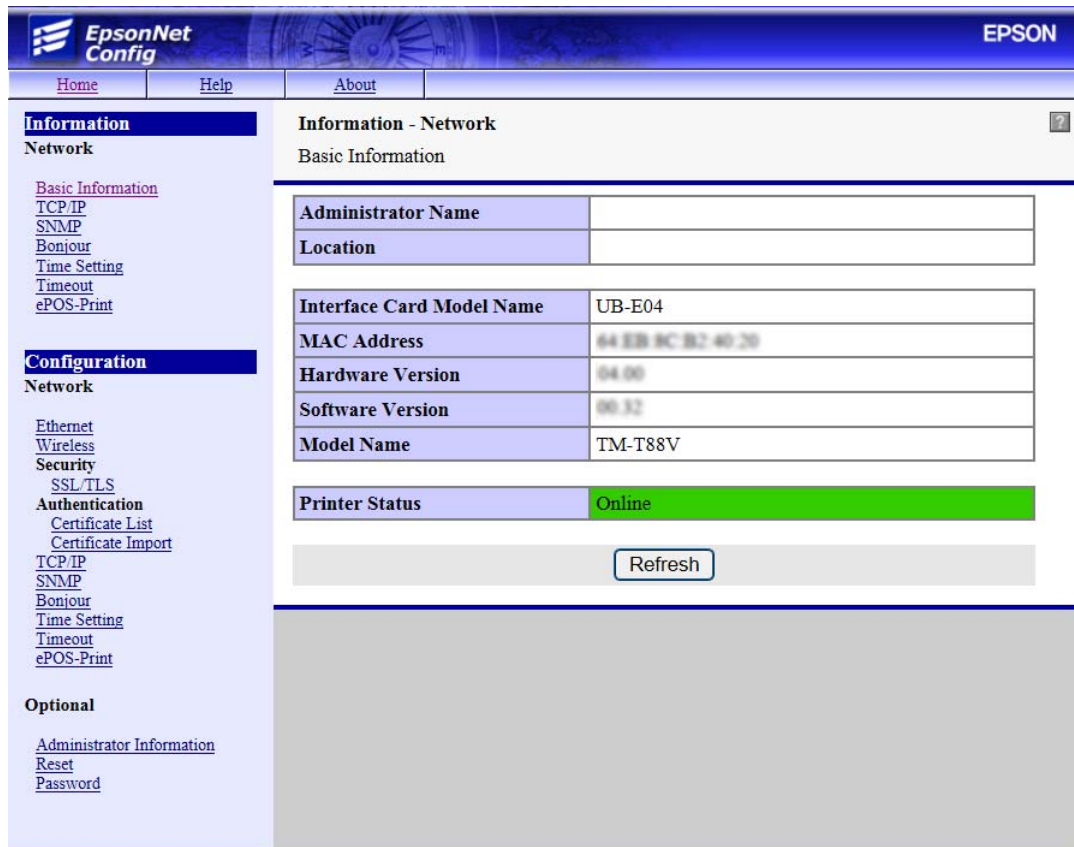 EpsonNet
Config
EPSON
Home Help About
Information
Network
Basic Information
TCP/IP
SNMP
Bonjour
Time Setting
Timeout
ePOS-Print
Configuration
Network
Ethernet
Wireless
Security
SSL/TLS
Authentication
Certificate List
Certificate Import
TCP/IP
SNMP
Bonjour
Time Setting
Timeout
ePOS-Print
Optional
Administrator Information
Reset
Password
Information - Network
?
Basic Information
Administrator Name
Location
Interface Card Model Name UB-E04
MAC Address
Hardware Version
Software Version
Model Name TM-T88V
Printer Status Online
Refresh